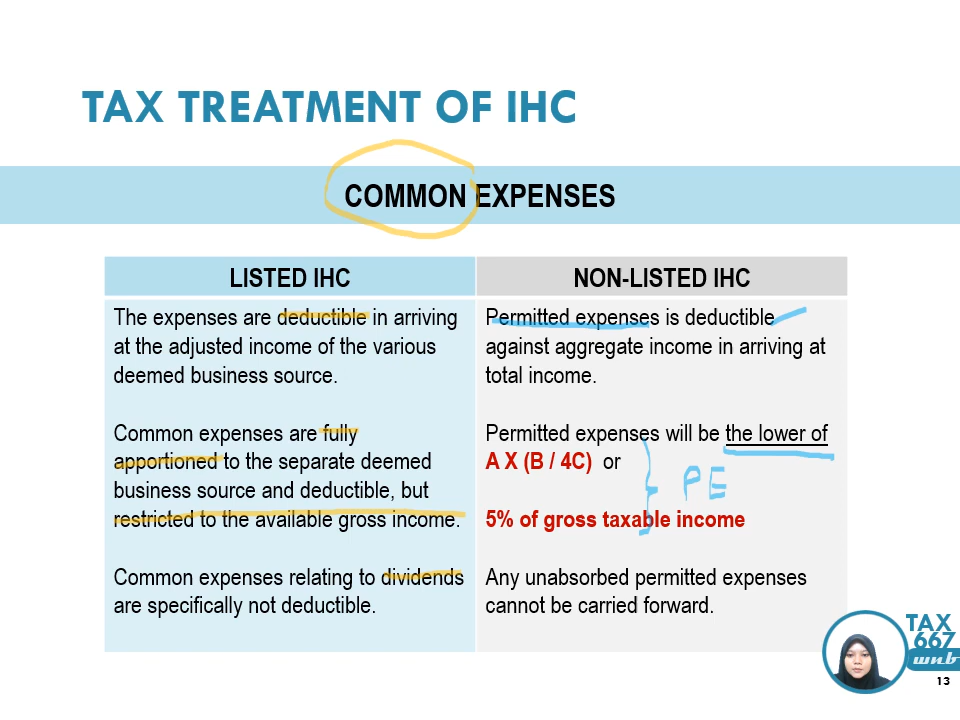 TAX TREATMENT OF IHC
COMMON EXPENSES
LISTED IHC
The expenses are deductible in arriving
at the adjusted income of the various
deemed business source.
Common expenses are fully
apportioned to the separate deemed
business source and deductible, but
restricted to the available gross income.
Common expenses relating to dividends
are specifically not deductible.
NON-LISTED IHC
Permitted expenses is deductible
against aggregate income in arriving at
total income.
Permitted expenses will be the lower of
A X (B / 4C) or
5% of gross taxable income
PE
Any unabsorbed permitted expenses
cannot be carried forward.
TAX
667
wnb
13